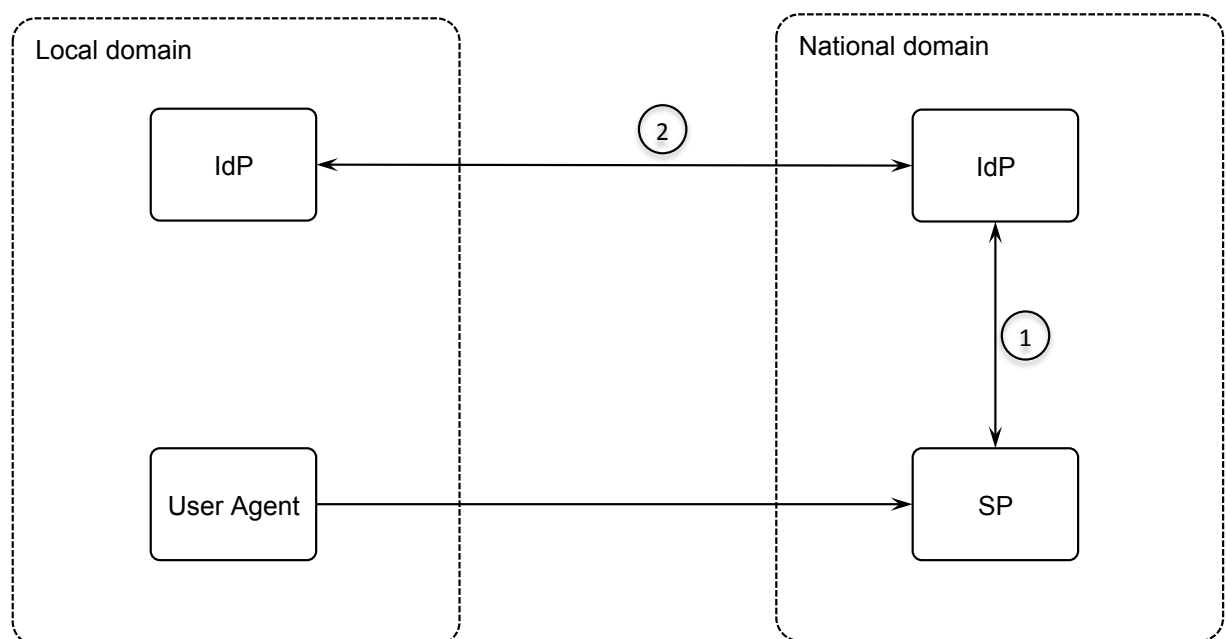 Local domain
National domain
2
IdP
IdP
1
User Agent
SP